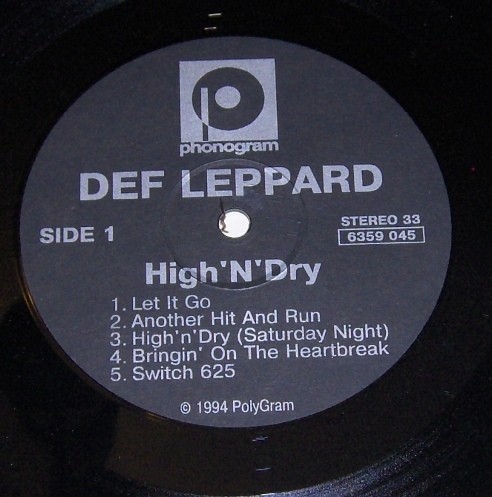 phonogram
DEF LEPPARD
SIDE 1
STEREO 33
6359 045
High'N'Dry
1. Let It Go
2. Another Hit And Run
3. High'n'Dry (Saturday Night)
4. Bringin' On The Heartbreak
5. Switch 625
© 1994 PolyGram